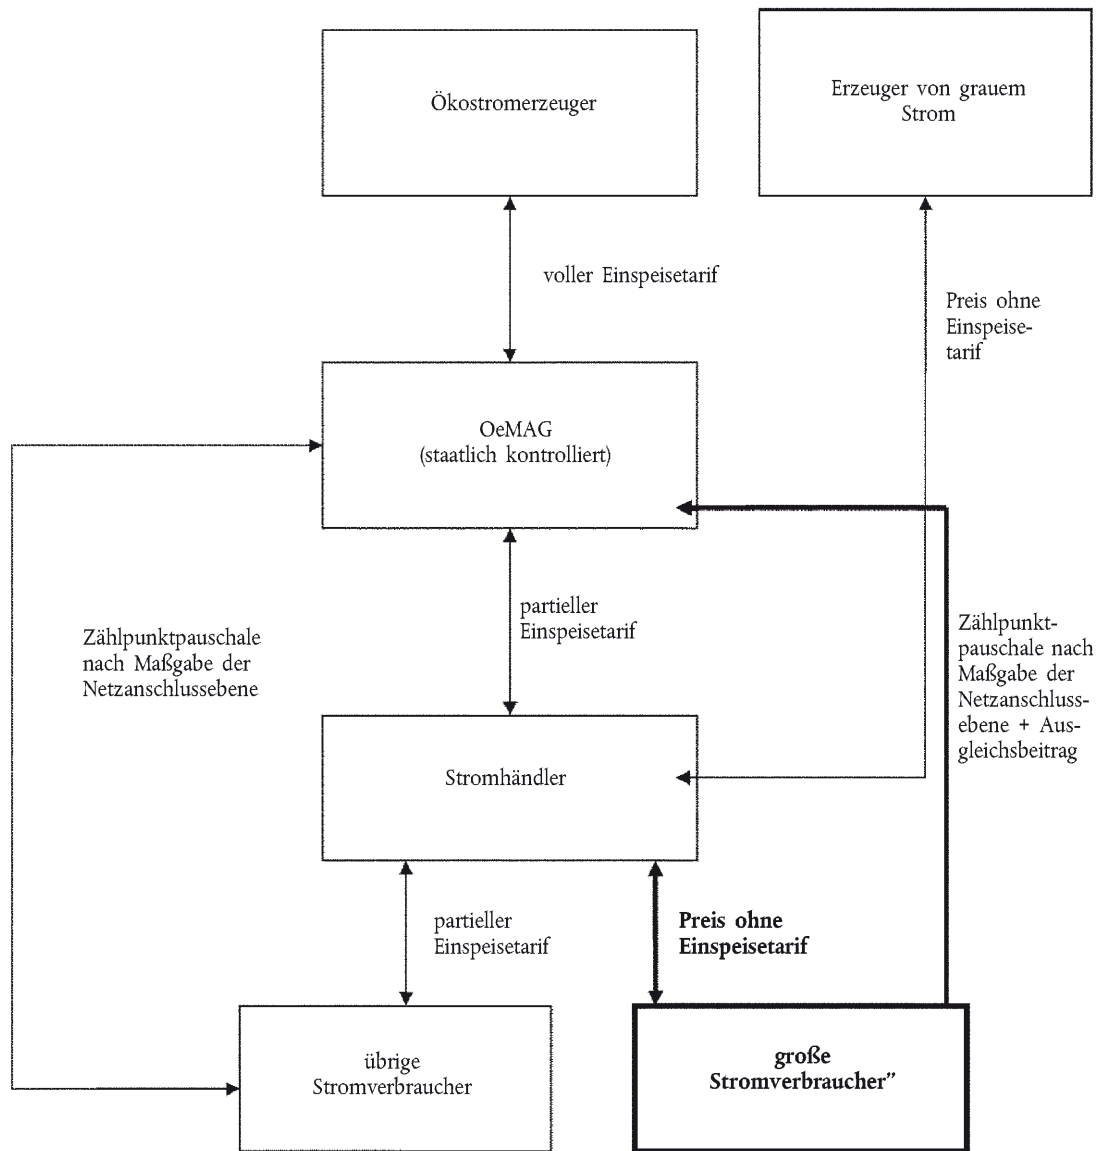 Ökostromerzeuger
Erzeuger von grauem
Strom
voller Einspeisetarif
Preis ohne
Einspeise-
tarif
OeMAG
(staatlich kontrolliert)
partieller
Einspeisetarif
Zählpunktpauschale
nach Maßgabe der
Netzanschlussebene
Zählpunkt-
pauschale nach
Maßgabe der
Netzanschluss-
ebene + Aus-
gleichsbeitrag
Stromhändler
partieller
Einspeisetarif
Preis ohne
Einspeisetarif
übrige
Stromverbraucher
große
Stromverbraucher”